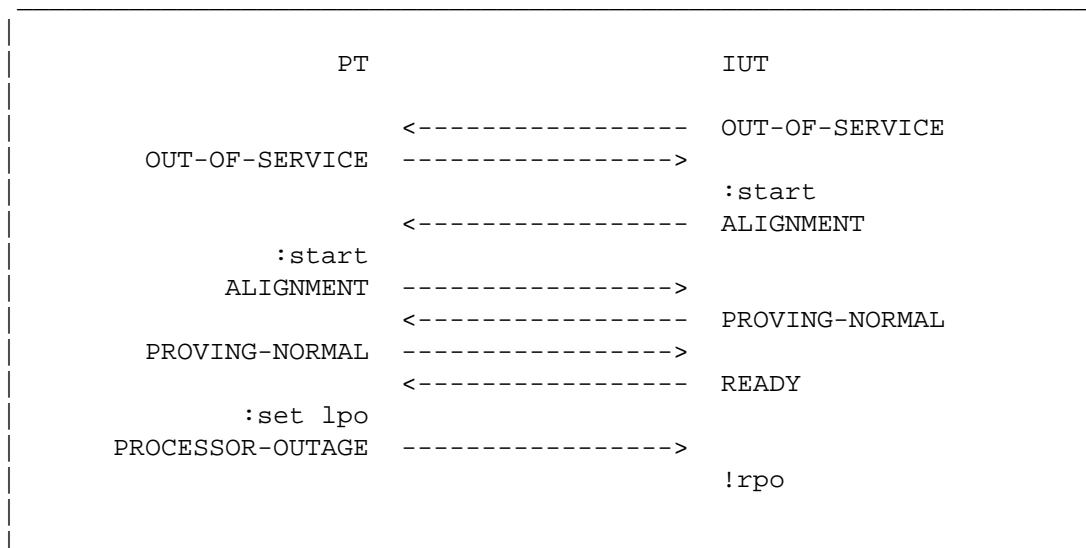 PT IUT
<----------------- OUT-OF-SERVICE
OUT-OF-SERVICE ----------------->
:start
<----------------- ALIGNMENT
:start
ALIGNMENT ----------------->
<----------------- PROVING-NORMAL
PROVING-NORMAL ----------------->
<----------------- READY
:set lpo
PROCESSOR-OUTAGE ----------------->
!rpo